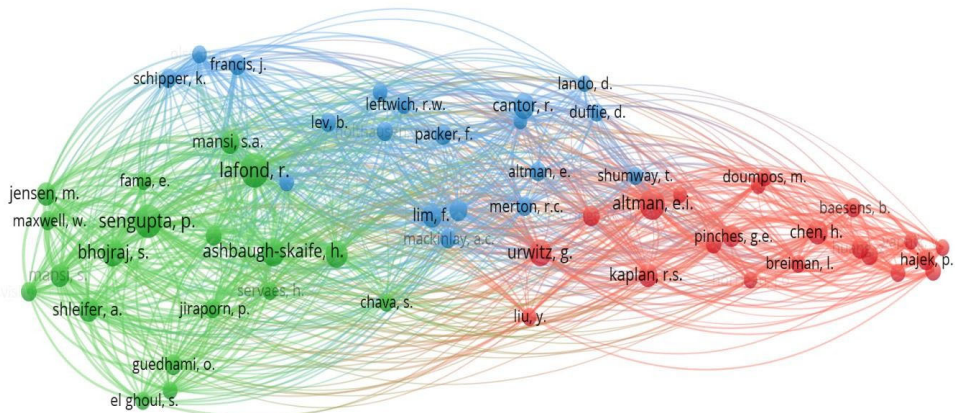 francis, j.
schipper, k.
lando, d.
leftwich, r.w.
cantor, r.
duffie, d.
lev, b.
packer, f.
mansi, s.a.
lafond, r.
altman, e.
shumway, t.
doumpos, m.
fama, e.
jensen, m.
altman, e.i.
merton, r.c.
baesens, b.
lim, f.
maxwell, w.
sengupta, p.
chen, h.
pinches, g.e.
mackinlay, a.c.
ashbaugh-skaife, h.
bhojraj, s.
urwitz, g.
hajek, p.
breiman, l.
kaplan, r.s.
mansi, s.
servaes, h.
chava, s.
shleifer, a.
jiraporn, p.
liu, y.
guedhami, o.
el ghoul, s.